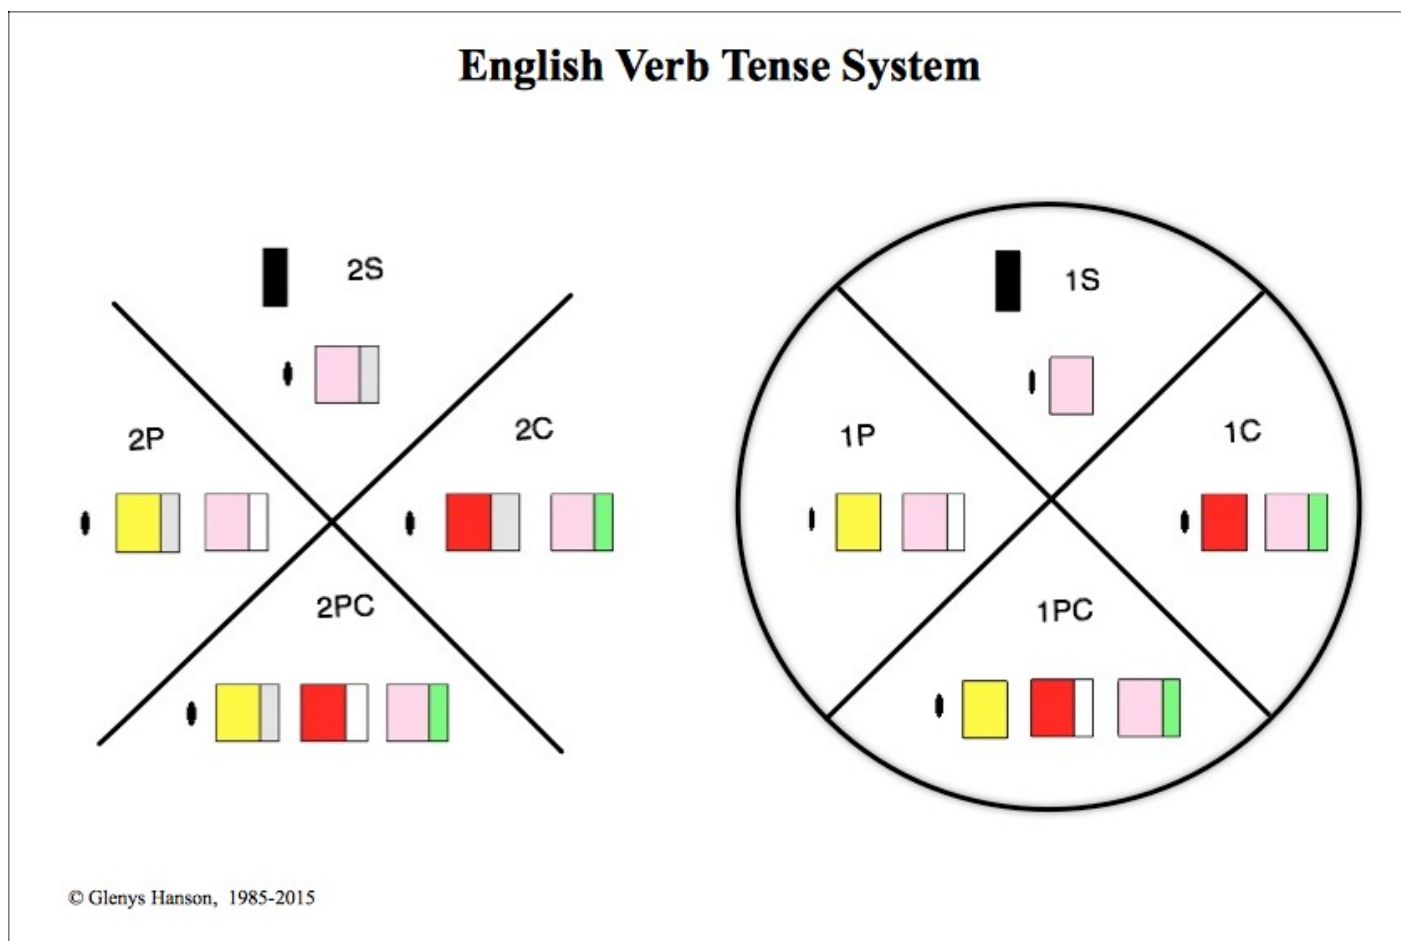 English Verb Tense System
2S
2P
2C
2PC
1S
1P
1C
1PC
© Glenys Hanson, 1985-2015